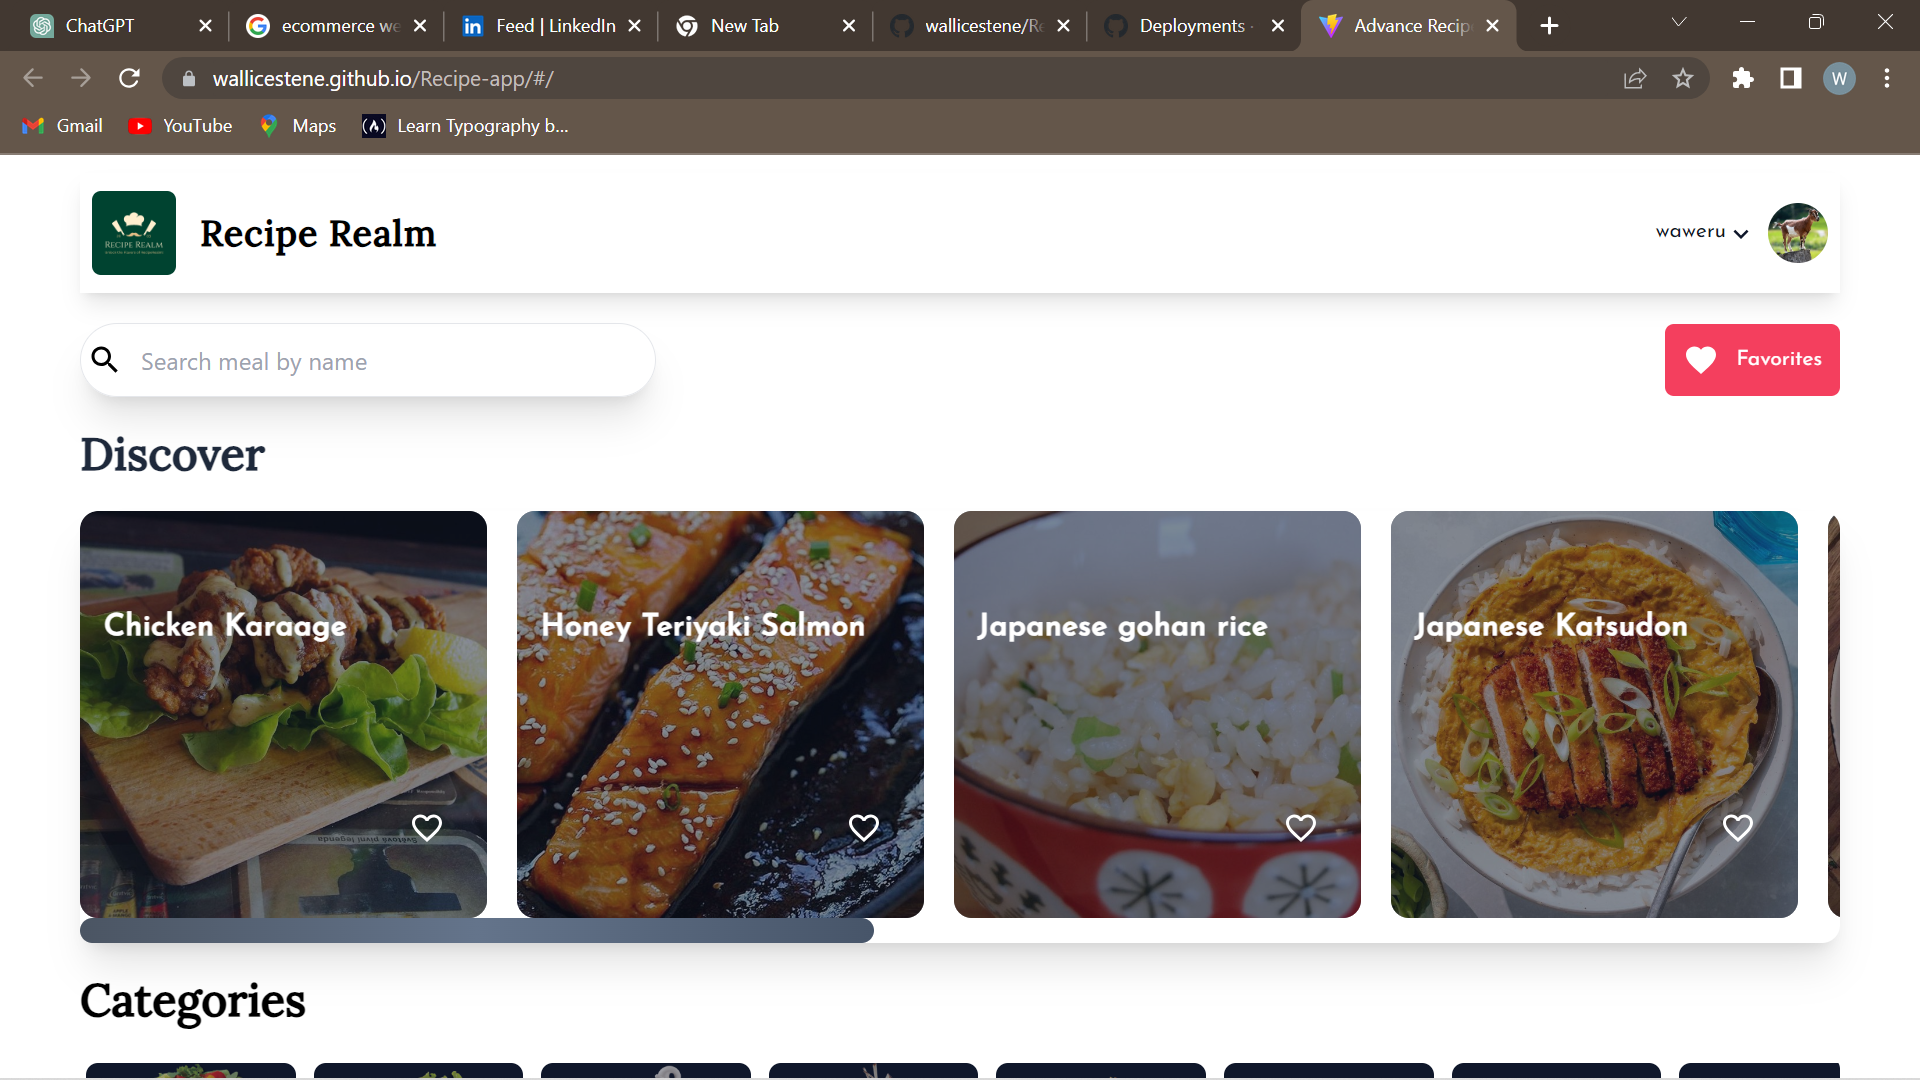 ChatGPT
ecommerce we
Feed | LinkedIn
New Tab
wallicestene/Re
Deployments ·
Advance Recip
wallicestene.github.io/Recipe-app/#/
W
Gmail
YouTube
Maps
Learn Typography b...
RECIPE REALM
Recipe Realm
waweru
Search meal by name
Favorites
Discover
Chicken Karaage
Honey Teriyaki Salmon
Japanese gohan rice
Japanese Katsudon
Categories